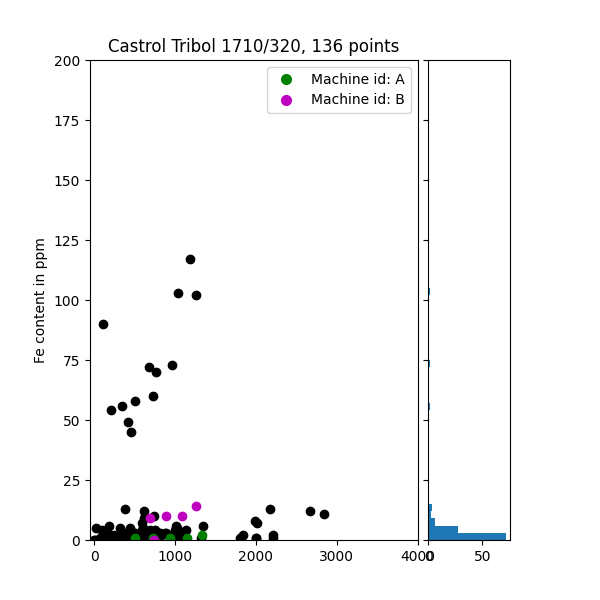 Castrol Tribol 1710/320, 136 points
Machine id: A
Machine id: B
Fe content in ppm
200
175
150
125
100
75
50
25
0
0 1000 2000 3000 4000
0 50